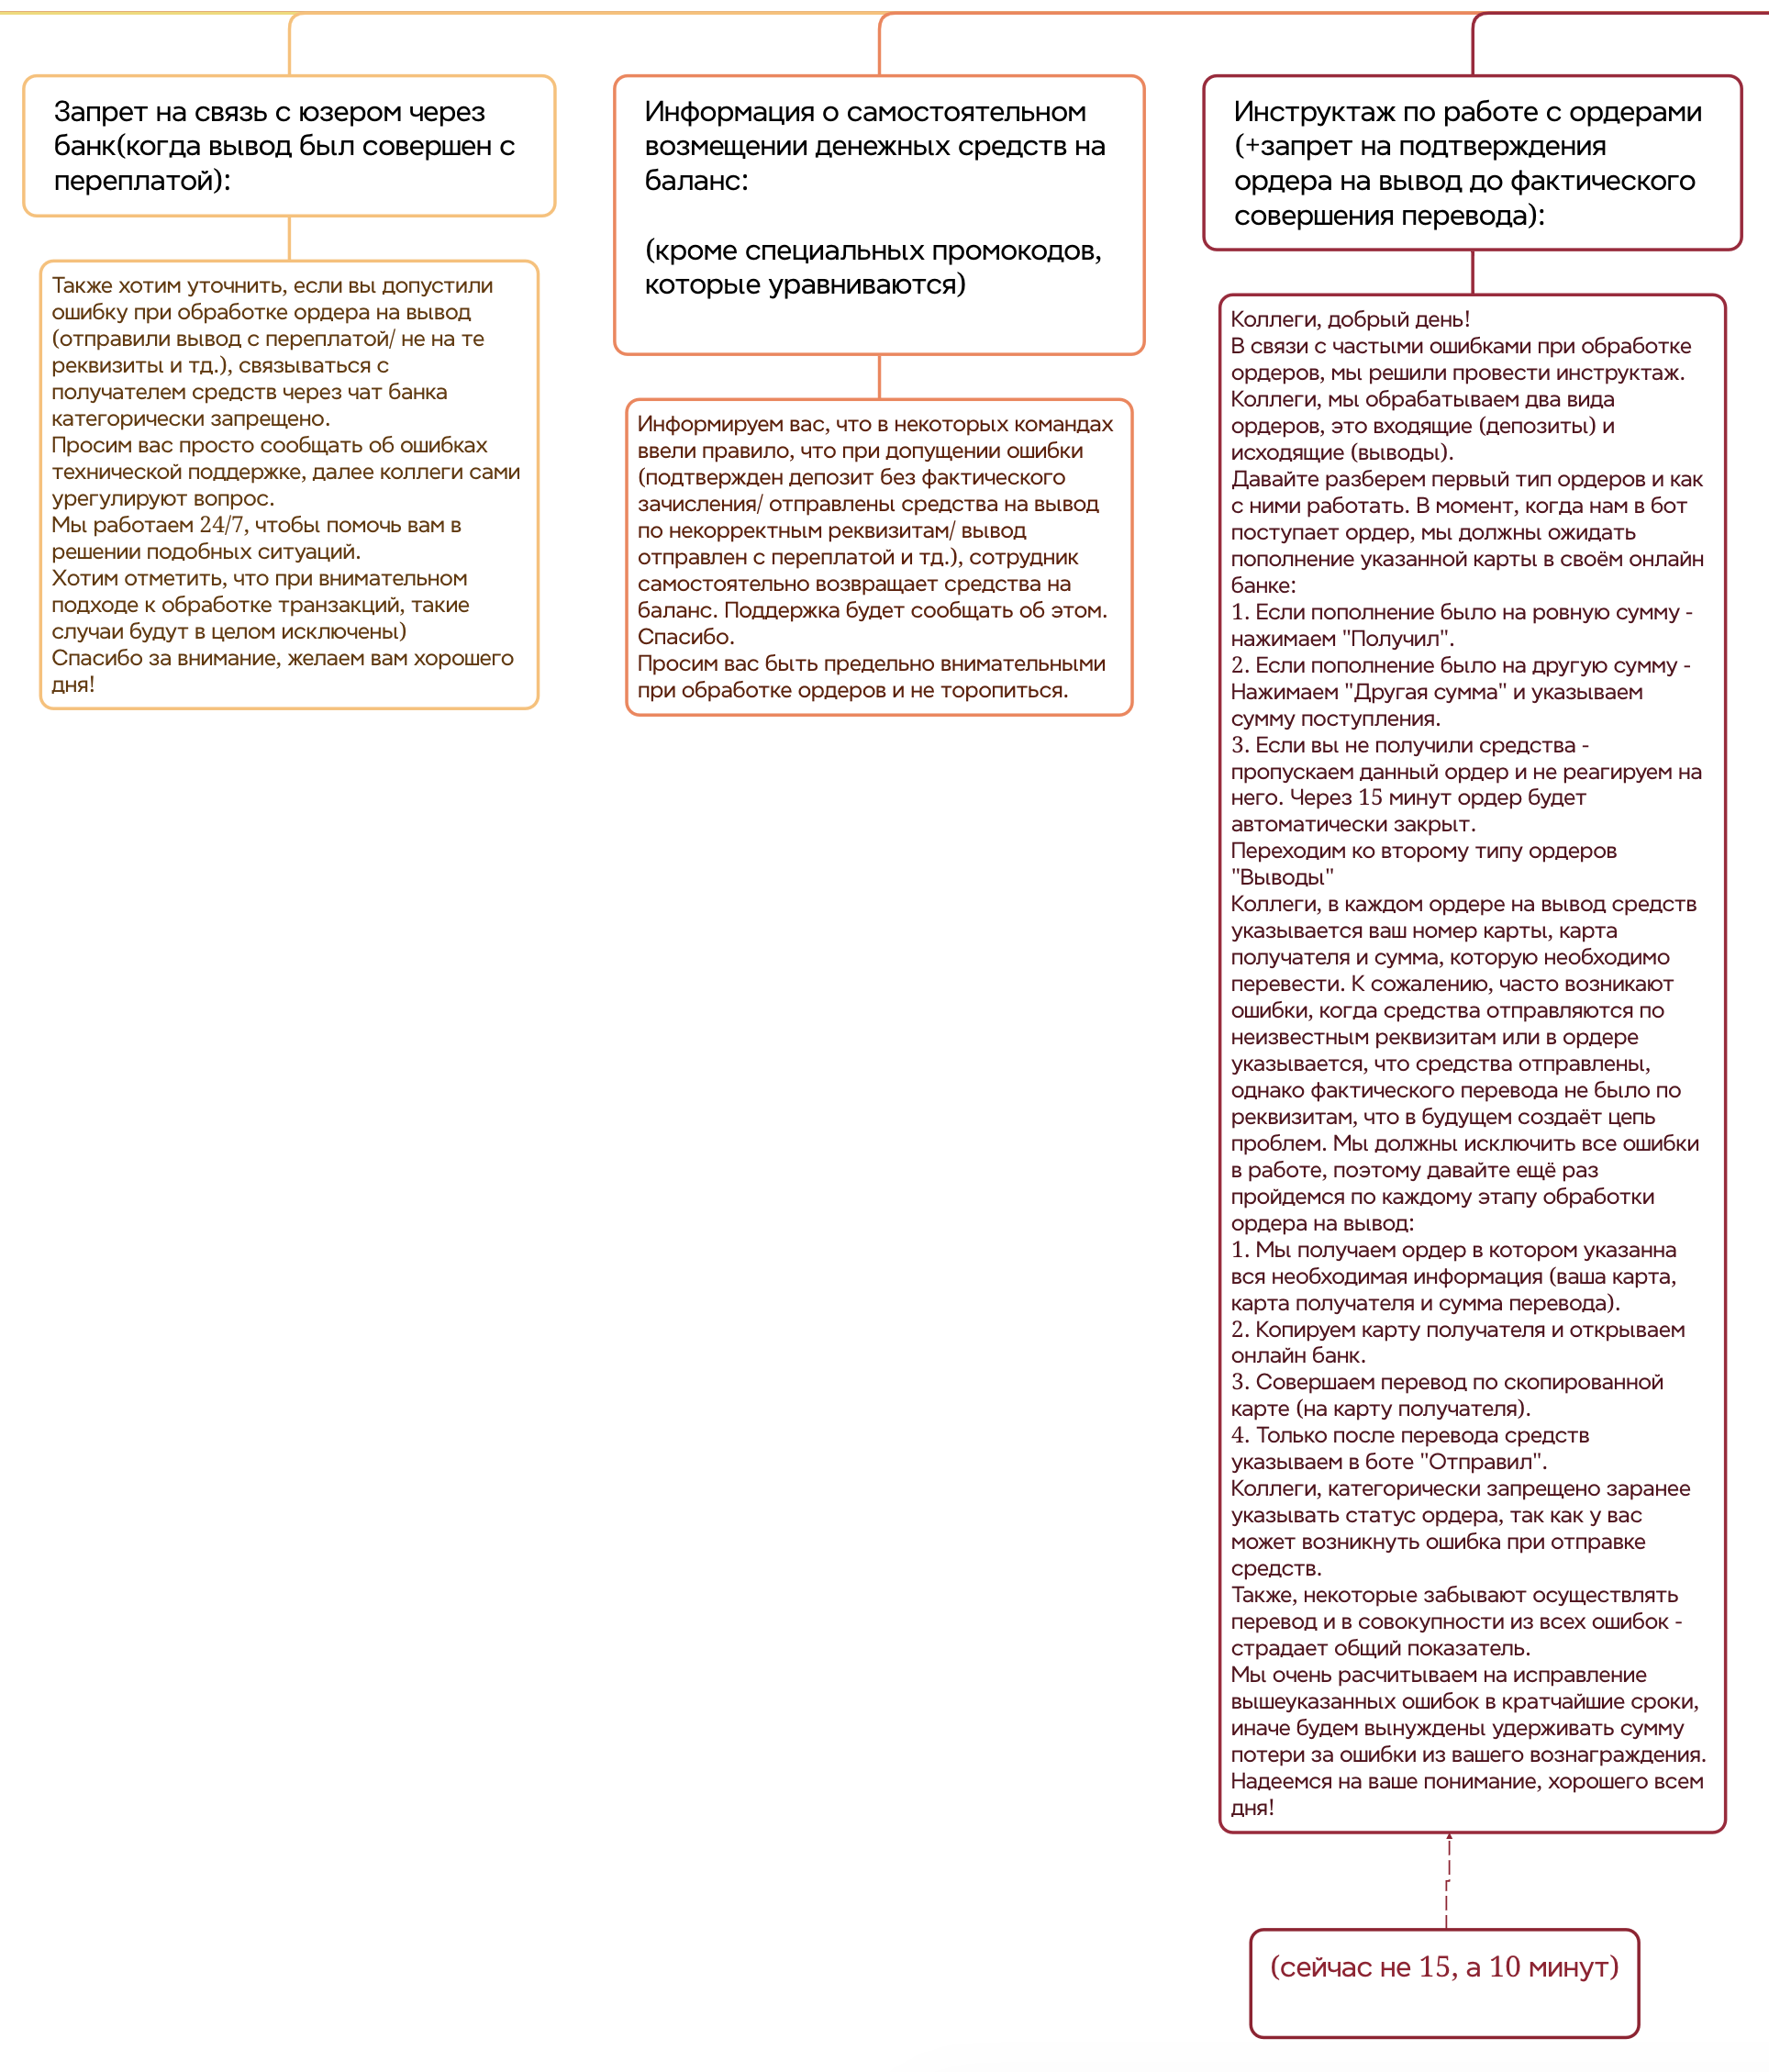 Запрет на связь с юзером через
банк(когда вывод был совершен с
переплатой):
Также хотим уточнить, если вы допустили
ошибку при обработке ордера на вывод
(отправили вывод с переплатой/ не на те
реквизиты и тд.), связываться с
получателем средств через чат банка
категорически запрещено.
Просим вас просто сообщать об ошибках
технической поддержке, далее коллеги сами
урегулируют вопрос.
Мы работаем 24/7, чтобы помочь вам в
решении подобных ситуаций.
Хотим отметить, что при внимательном
подходе к обработке транзакций, такие
случаи будут в целом исключены)
Спасибо за внимание, желаем вам хорошего
дня!
Информация о самостоятельном
возмещении денежных средств на
баланс:
(кроме специальных промокодов,
которые уравниваются)
Информируем вас, что в некоторых командах
ввели правило, что при допущении ошибки
(подтвержден депозит без фактического
зачисления/ отправлены средства на вывод
по некорректным реквизитам/ вывод
отправлен с переплатой и тд.), сотрудник
самостоятельно возвращает средства на
баланс. Поддержка будет сообщать об этом.
Спасибо.
Просим вас быть предельно внимательными
при обработке ордеров и не торопиться.
Инструктаж по работе с ордерами
(+запрет на подтверждения
ордера на вывод до фактического
совершения перевода):
Коллеги, добрый день!
В связи с частыми ошибками при обработке
ордеров, мы решили провести инструктаж.
Коллеги, мы обрабатываем два вида
ордеров, это входящие (депозиты) и
исходящие (выводы).
Давайте разберем первый тип ордеров и как
с ними работать. В момент, когда нам в бот
поступает ордер, мы должны ожидать
пополнение указанной карты в своём онлайн
банке:
1. Если пополнение было на ровную сумму -
нажимаем "Получил".
2. Если пополнение было на другую сумму -
Нажимаем "Другая сумма" и указываем
сумму поступления.
3. Если вы не получили средства -
пропускаем данный ордер и не реагируем на
него. Через 15 минут ордер будет
автоматически закрыт.
Переходим ко второму типу ордеров
"Выводы"
Коллеги, в каждом ордере на вывод средств
указывается ваш номер карты, карта
получателя и сумма, которую необходимо
перевести. К сожалению, часто возникают
ошибки, когда средства отправляются по
неизвестным реквизитам или в ордере
указывается, что средства отправлены,
однако фактического перевода не было по
реквизитам, что в будущем создаёт цепь
проблем. Мы должны исключить все ошибки
в работе, поэтому давайте ещё раз
пройдемся по каждому этапу обработки
ордера на вывод:
1. Мы получаем ордер в котором указанна
вся необходимая информация (ваша карта,
карта получателя и сумма перевода).
2. Копируем карту получателя и открываем
онлайн банк.
3. Совершаем перевод по скопированной
карте (на карту получателя).
4. Только после перевода средств
указываем в боте "Отправил".
Коллеги, категорически запрещено заранее
указывать статус ордера, так как у вас
может возникнуть ошибка при отправке
средств.
Также, некоторые забывают осуществлять
перевод и в совокупности из всех ошибок -
страдает общий показатель.
Мы очень расчитываем на исправление
вышеуказанных ошибок в кратчайшие сроки,
иначе будем вынуждены удерживать сумму
потери за ошибки из вашего вознаграждения.
Надеемся на ваше понимание, хорошего всем
дня!
(сейчас не 15, а 10 минут)